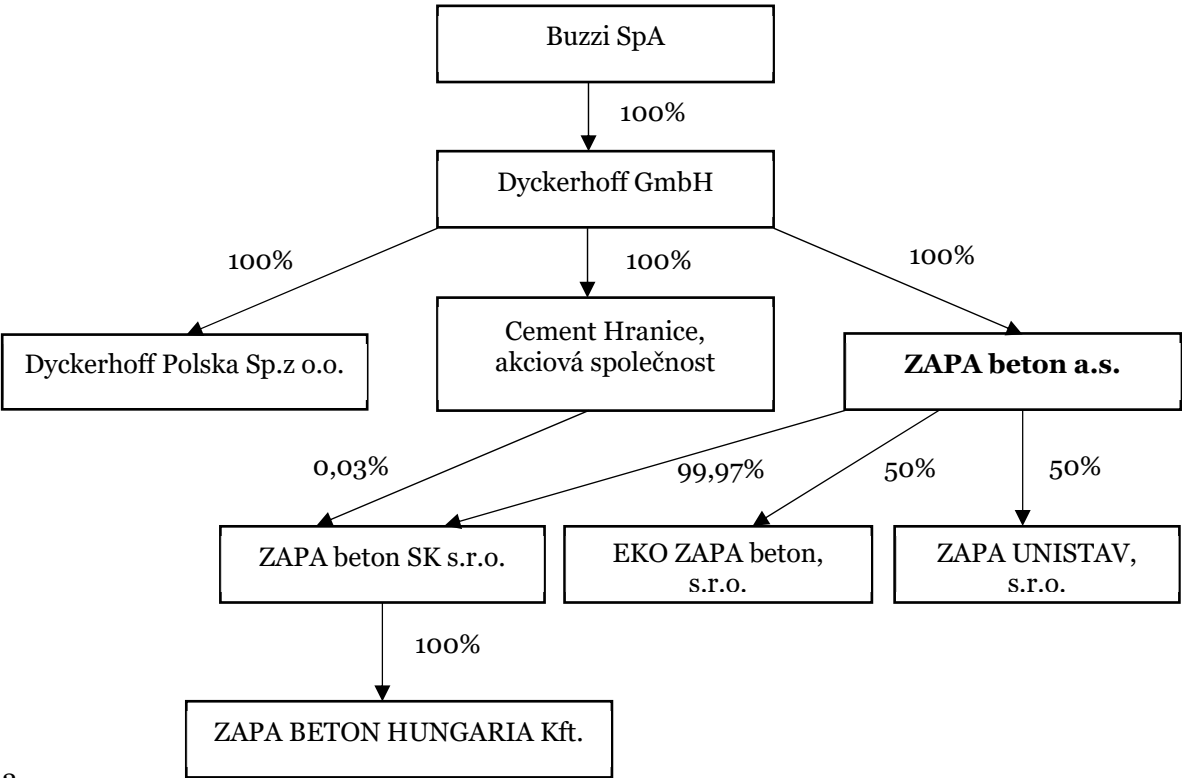 Buzzi SpA
100%
Dyckerhoff GmbH
100%
100%
100%
Dyckerhoff Polska Sp.z o.o.
Cement Hranice,
akciová společnost
ZAPA beton a.s.
0,03%
99,97%
50%
50%
ZAPA beton SK s.r.o.
EKO ZAPA beton,
s.r.o.
ZAPA UNISTAV,
s.r.o.
100%
ZAPA BETON HUNGARIA Kft.